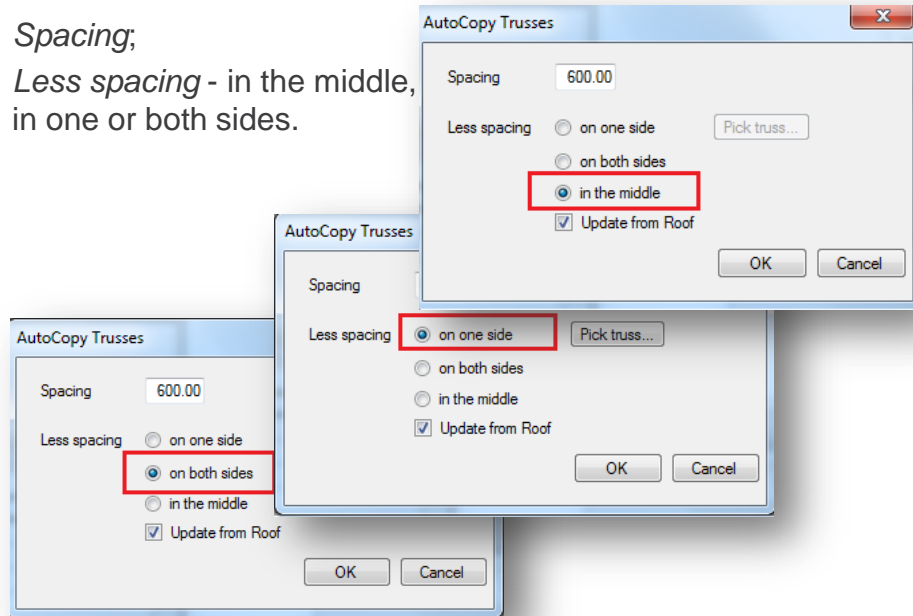 Spacing;
Less spacing - in the middle,
in one or both sides.
AutoCopy Trusses
Spacing 600.00
Less spacing on one side Pick truss...
on both sides
in the middle
Update from Roof
OK Cancel
AutoCopy Trusses
Spacing
Less spacing on one side Pick truss...
on both sides
in the middle
Update from Roof
OK Cancel
AutoCopy Trusses
Spacing 600.00
Less spacing on one side
on both sides
in the middle
Update from Roof
OK Cancel